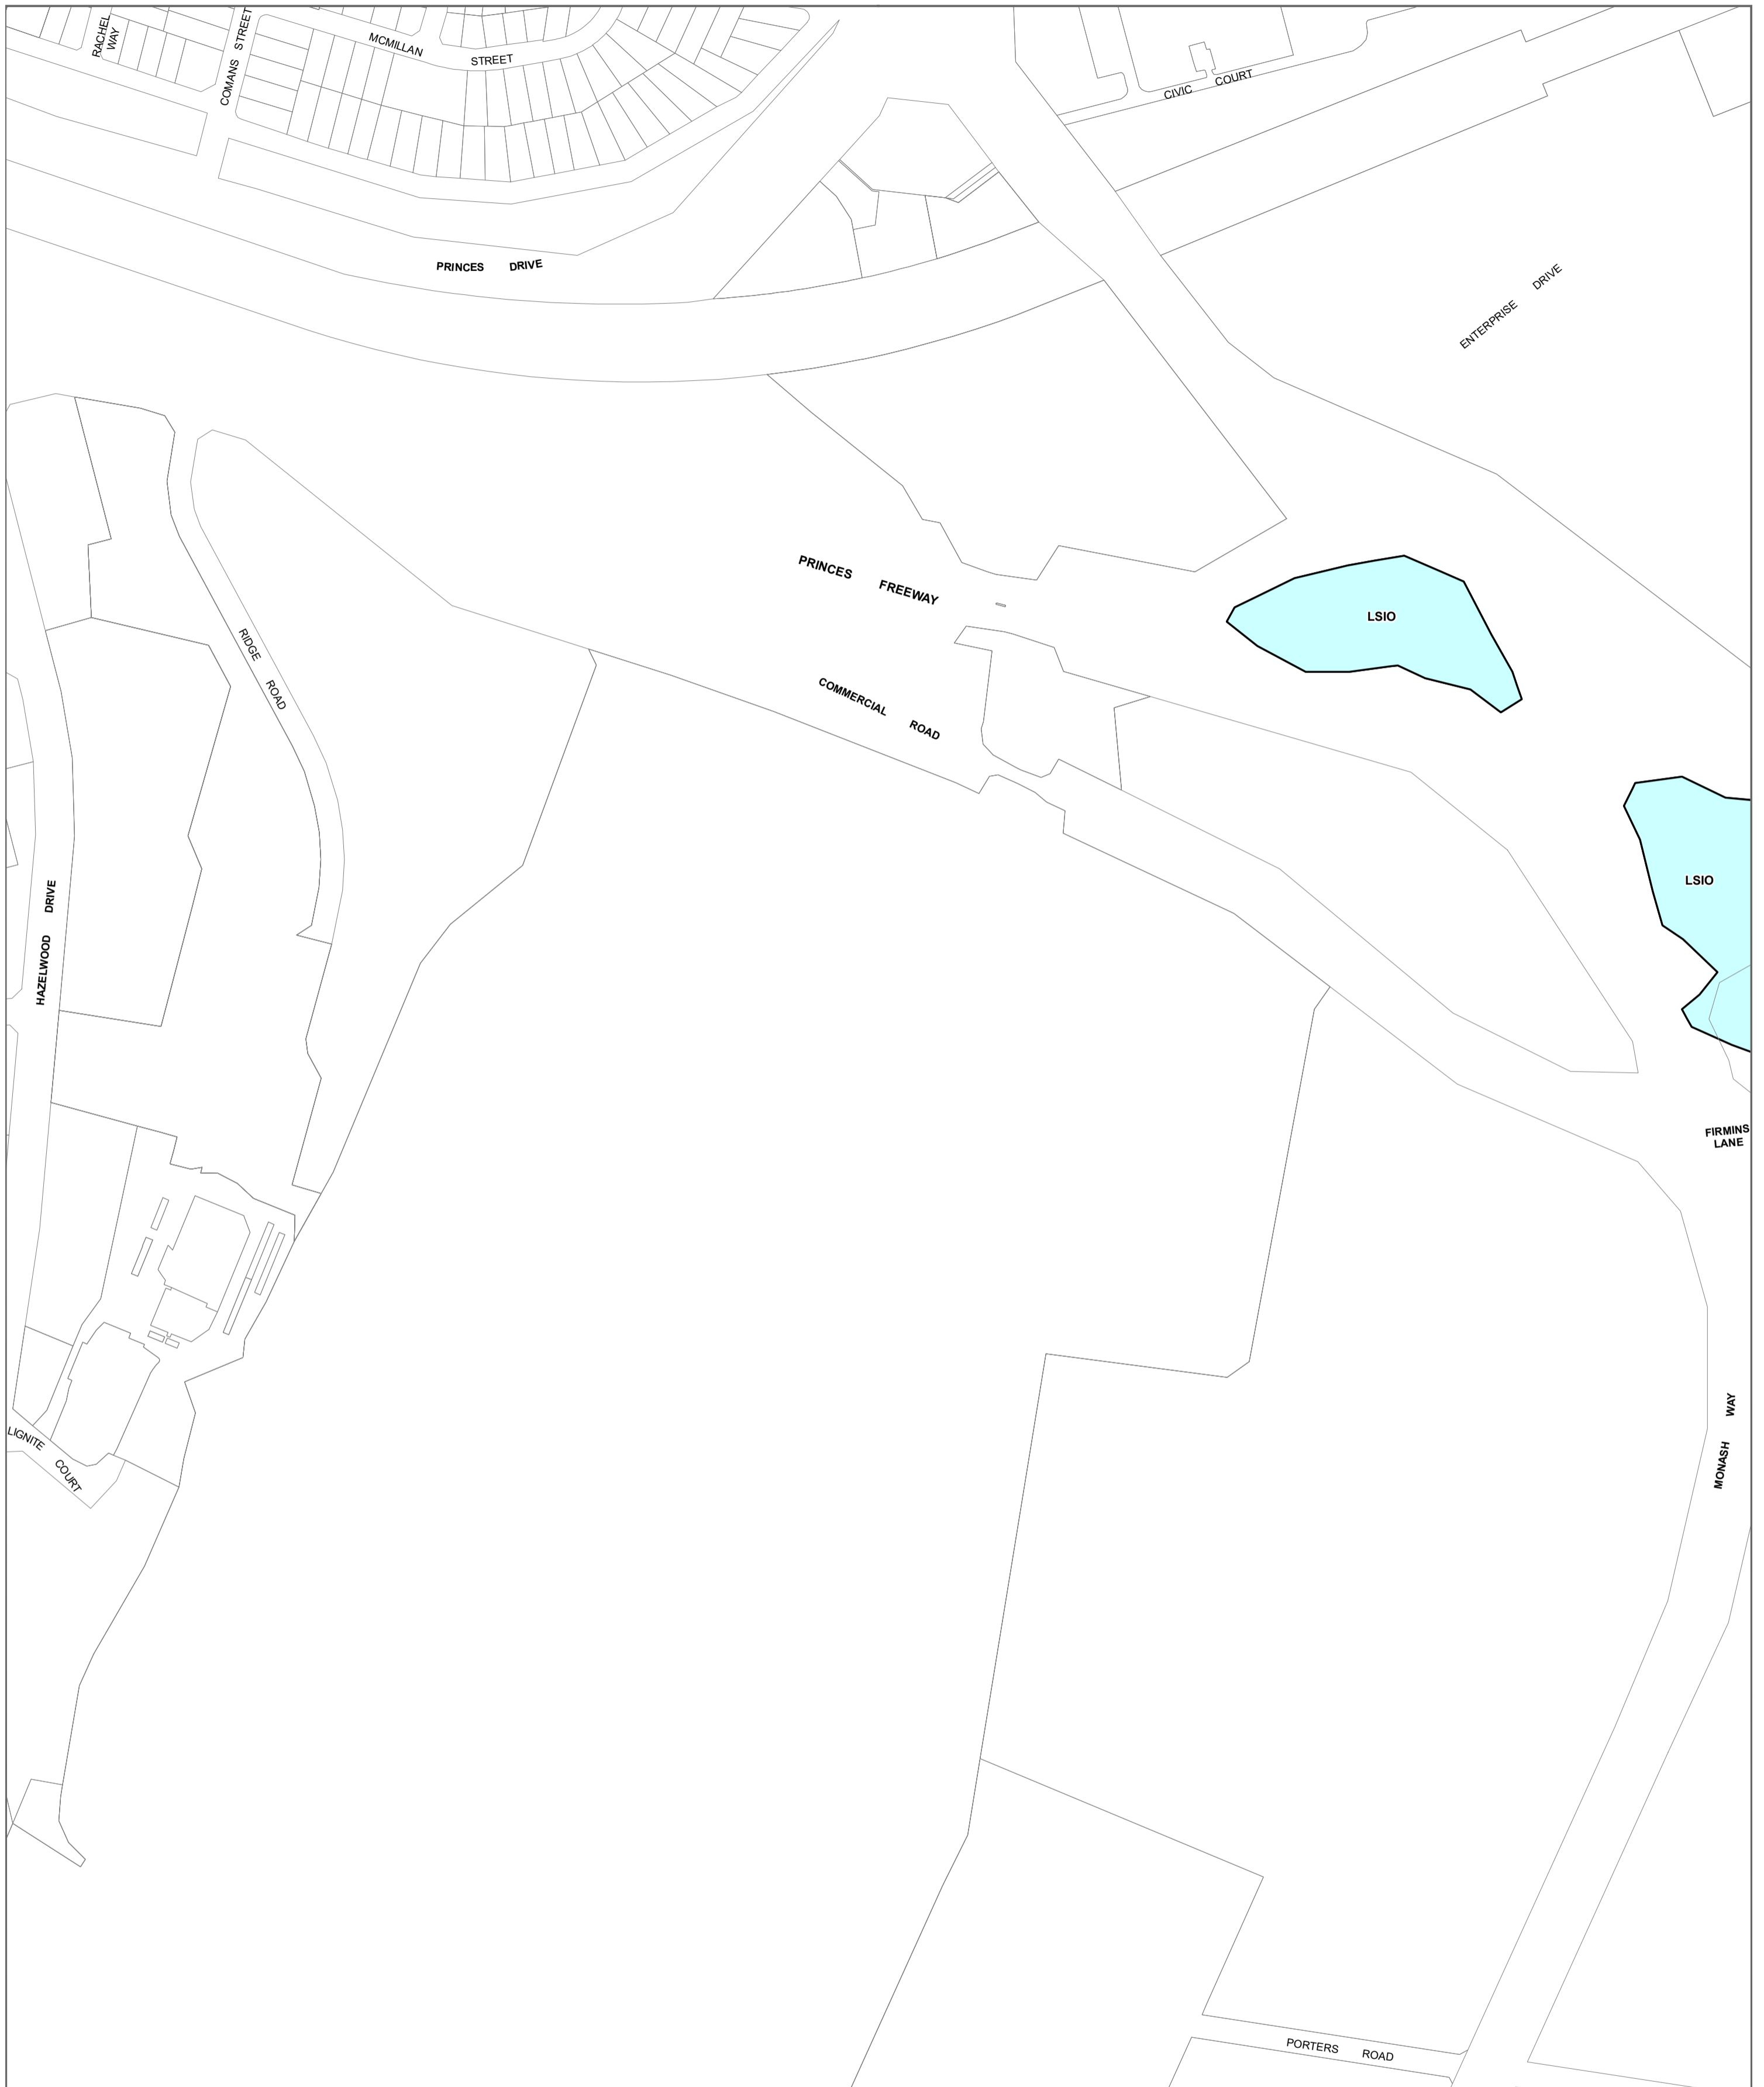 RACHEL
WAY
COMANS STREET
MCMILLAN STREET
CIVIC COURT
PRINCES DRIVE
ENTERPRISE DRIVE
PRINCES FREEWAY
LSIO
RIDGE ROAD
COMMERCIAL ROAD
LSIO
HAZELWOOD DRIVE
FIRMINS
LANE
MONASH WAY
LIGNITE COURT
PORTERS ROAD